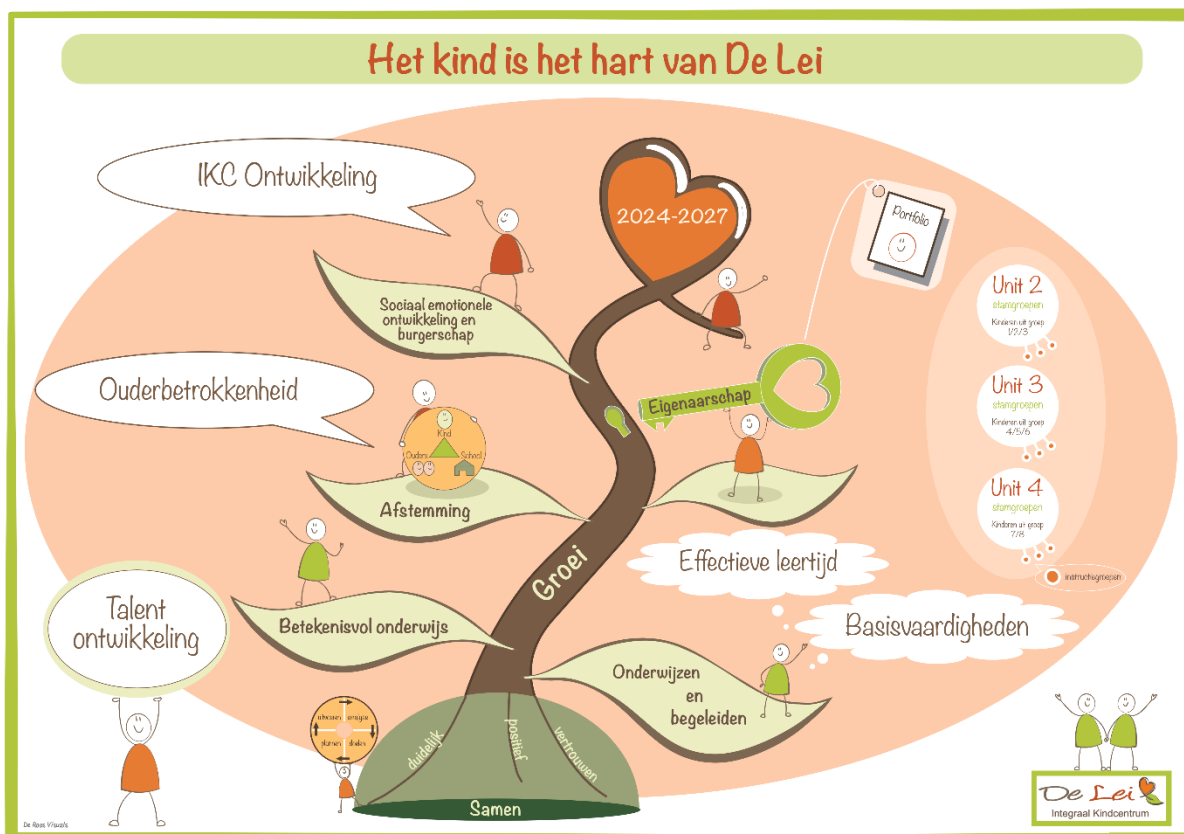 Het kind is het hart van De Lei
IKC Ontwikkeling
2024-2027
Portfolio
Sociaal emotionele
ontwikkeling en
burgerschap
Unit 2
stamgroepen
Kinderen uit groep
1/2/3
Ouderbetrokkenheid
Eigenaarschap
Kind
Ouders
School
Unit 3
stamgroepen
Kinderen uit groep
4/5/6
Afstemming
Unit 4
stamgroepen
Kinderen uit groep
7/8
instructiegroepen
Groei
Effectieve leertijd
Talent
ontwikkeling
Betekenisvol onderwijs
Basisvaardigheden
Onderwijzen
en
begeleiden
plannen
duidelijk
positief
vertrouwen
Samen
De Lei
Integraal Kindcentrum
De Roos Visuals